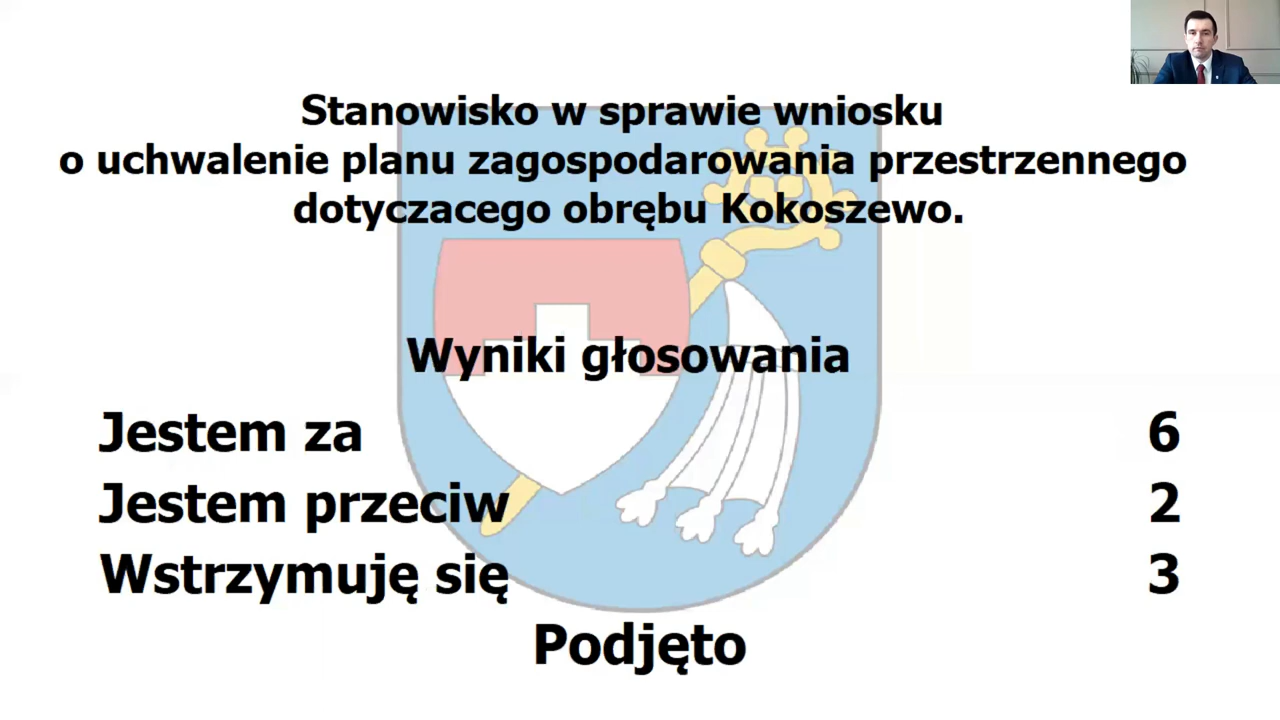 Stanowisko w sprawie wniosku
o uchwalenie planu zagospodarowania przestrzennego
dotyczacego obrębu Kokoszewo.
Wyniki głosowania
Jestem za 6
Jestem przeciw 2
Wstrzymuję się 3
Podjęto